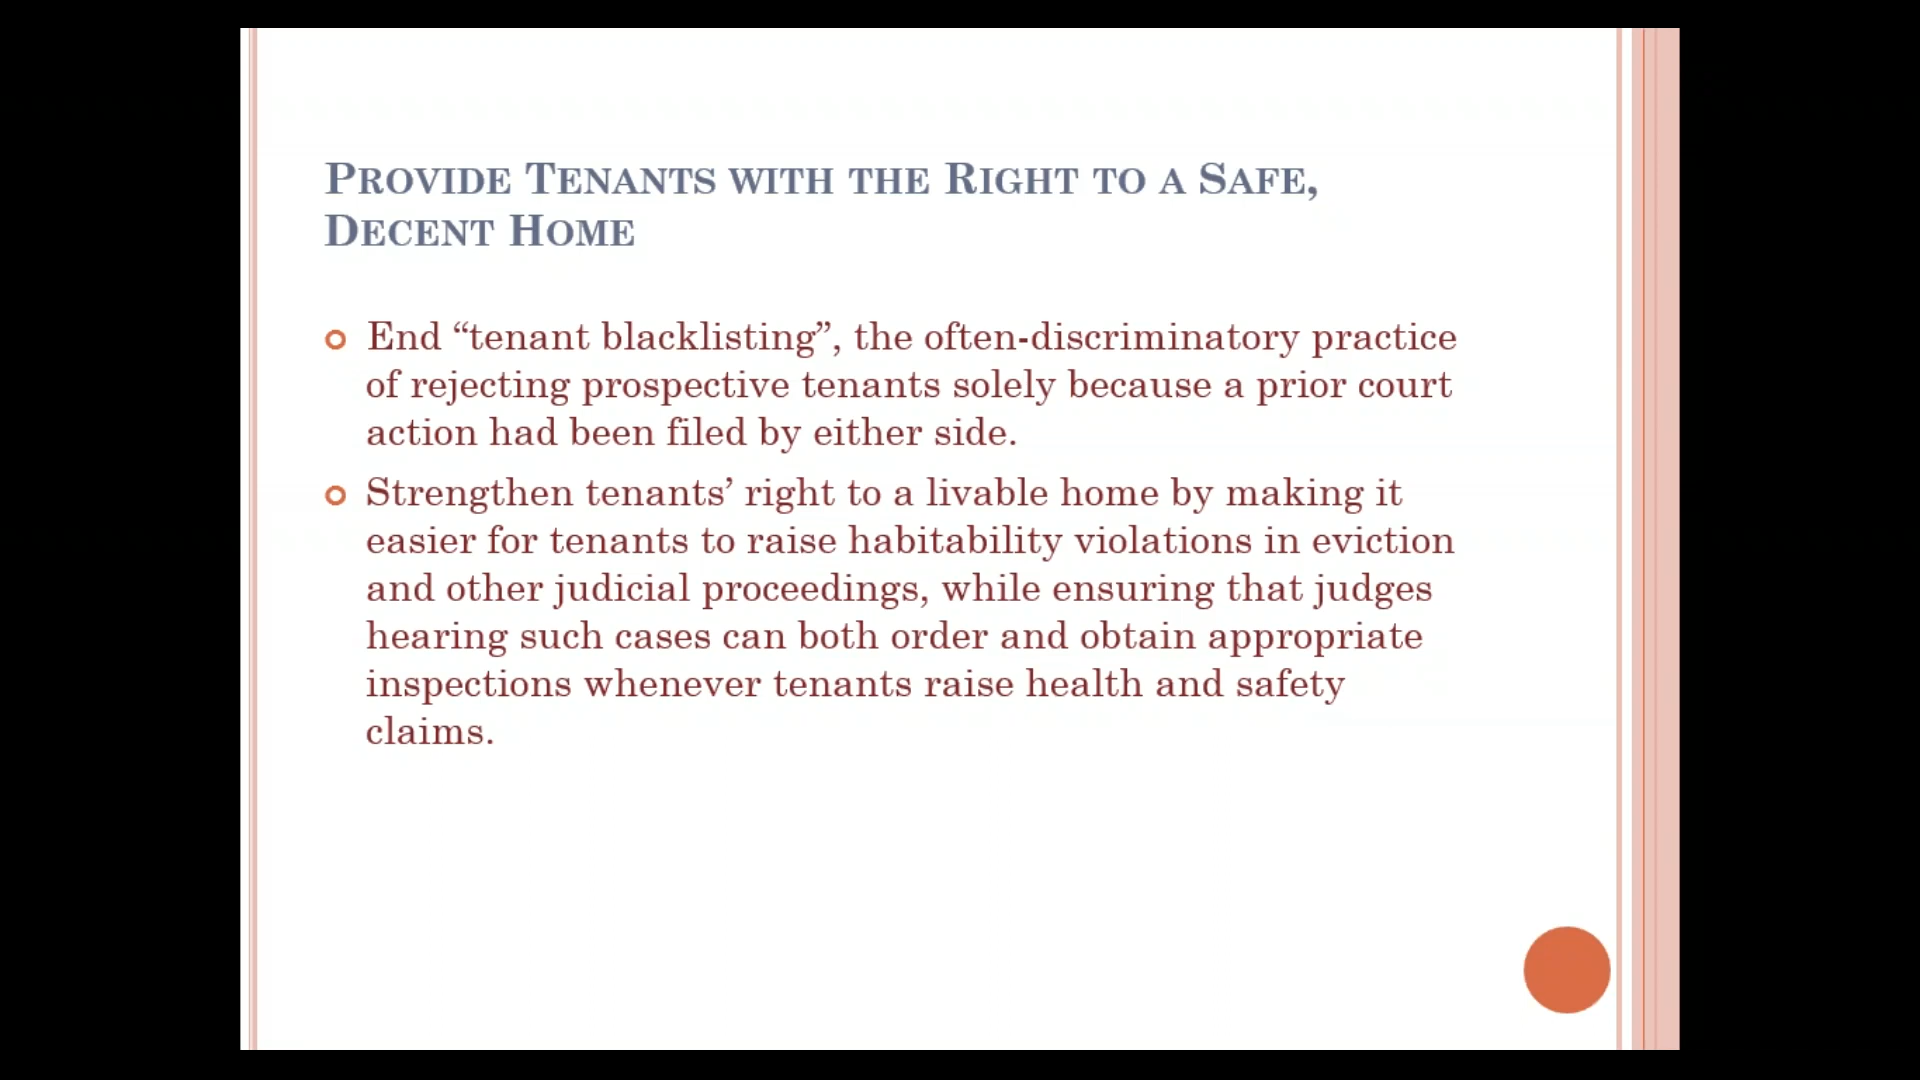 PROVIDE TENANTS WITH THE RIGHT TO A SAFE,
DECENT HOME
End “tenant blacklisting”, the often-discriminatory practice
of rejecting prospective tenants solely because a prior court
action had been filed by either side.
Strengthen tenants’ right to a livable home by making it
easier for tenants to raise habitability violations in eviction
and other judicial proceedings, while ensuring that judges
hearing such cases can both order and obtain appropriate
inspections whenever tenants raise health and safety
claims.